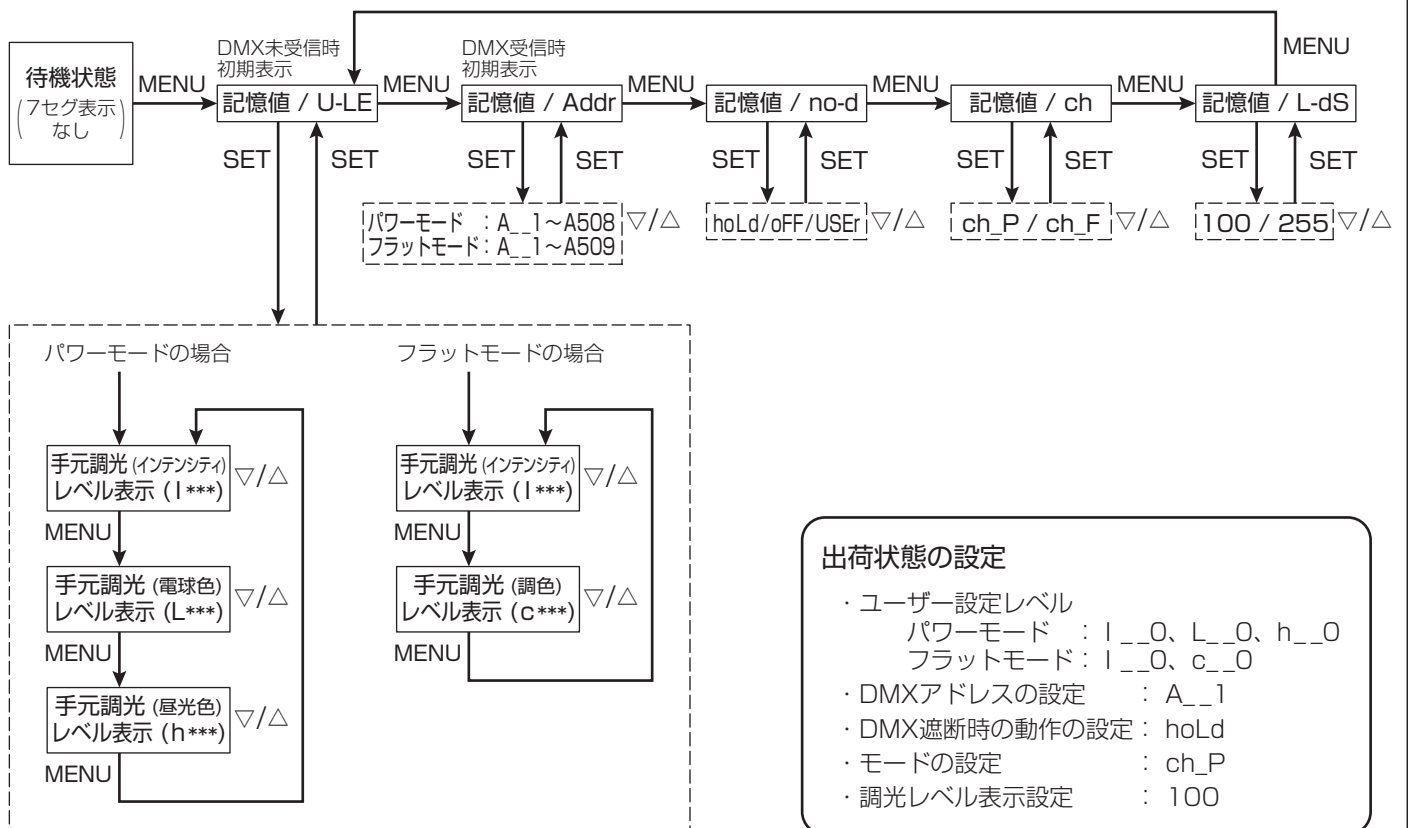 MENU
DMX未受信時
初期表示
DMX受信時
初期表示
待機状態
(7セグ表示
なし)
MENU
記憶値 / U-LE
MENU
記憶値 / Addr
MENU
記憶値 / no-d
MENU
記憶値 / ch
MENU
記憶値 / L-dS
SET SET
SET SET
SET SET
SET SET
SET SET
パワーモード : A__1~A508
フラットモード : A__1~A509
▽/△
hoLd/oFF/USEr ▽/△
ch_P / ch_F ▽/△
100 / 255 ▽/△
パワーモードの場合
手元調光 (インテンシティ)
レベル表示 (I***)
▽/△
MENU
手元調光 (電球色)
レベル表示 (L***)
▽/△
MENU
手元調光 (昼光色)
レベル表示 (h***)
▽/△
MENU
フラットモードの場合
手元調光 (インテンシティ)
レベル表示 (I***)
▽/△
MENU
手元調光 (調色)
レベル表示 (c***)
▽/△
MENU
出荷状態の設定
・ユーザー設定レベル
パワーモード : I__0、L__0、h__0
フラットモード : I__0、c__0
・DMXアドレスの設定 : A__1
・DMX遮断時の動作の設定 : hoLd
・モードの設定 : ch_P
・調光レベル表示設定 : 100